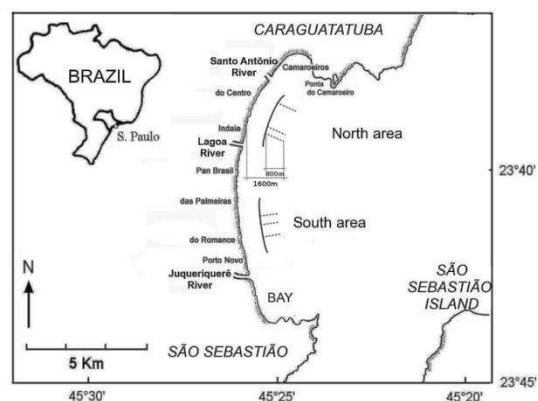 CARAGUATATUBA
BRAZIL
S. Paulo
Santo Antônio
River
Camaroeiros
Ponta
do Camaroeiro
do Centro
Indaia
Lagoa
River
North area
800m
1600m
Pan Brasil
23°40'
das Palmeiras
South area
do Romance
Porto Novo
Juqueriquerê
River
N
BAY
SÃO
SEBASTIÃO
ISLAND
5 Km
SÃO SEBASTIÃO
23°45'
45°30'
45°25'
45°20'